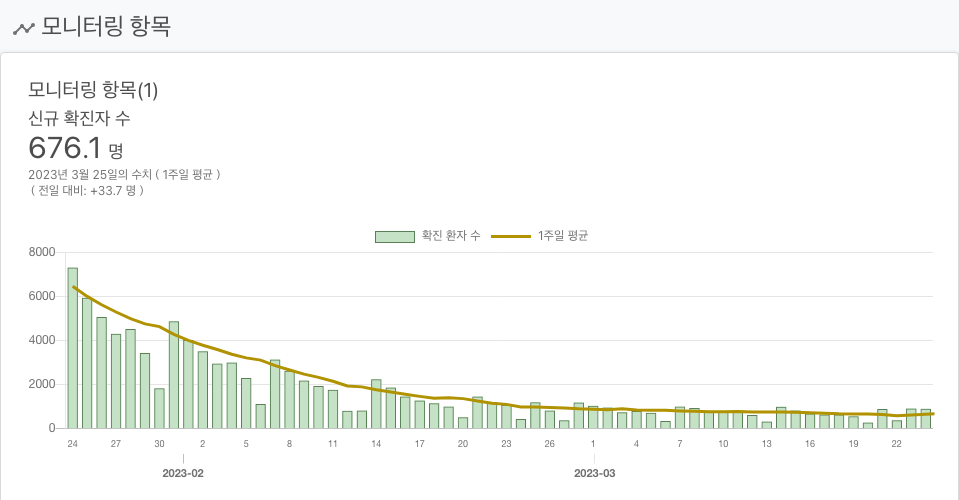 모니터링 항목
모니터링 항목(1)
신규 확진자 수
676.1 명
2023년 3월 25일의 수치 ( 1주일 평균 )
( 전일 대비: +33.7 명 )
확진 환자 수 1주일 평균
8000
6000
4000
2000
0
24 27 30 2 5 8 11 14 17 20 23 26 1 4 7 10 13 16 19 22
2023-02 2023-03